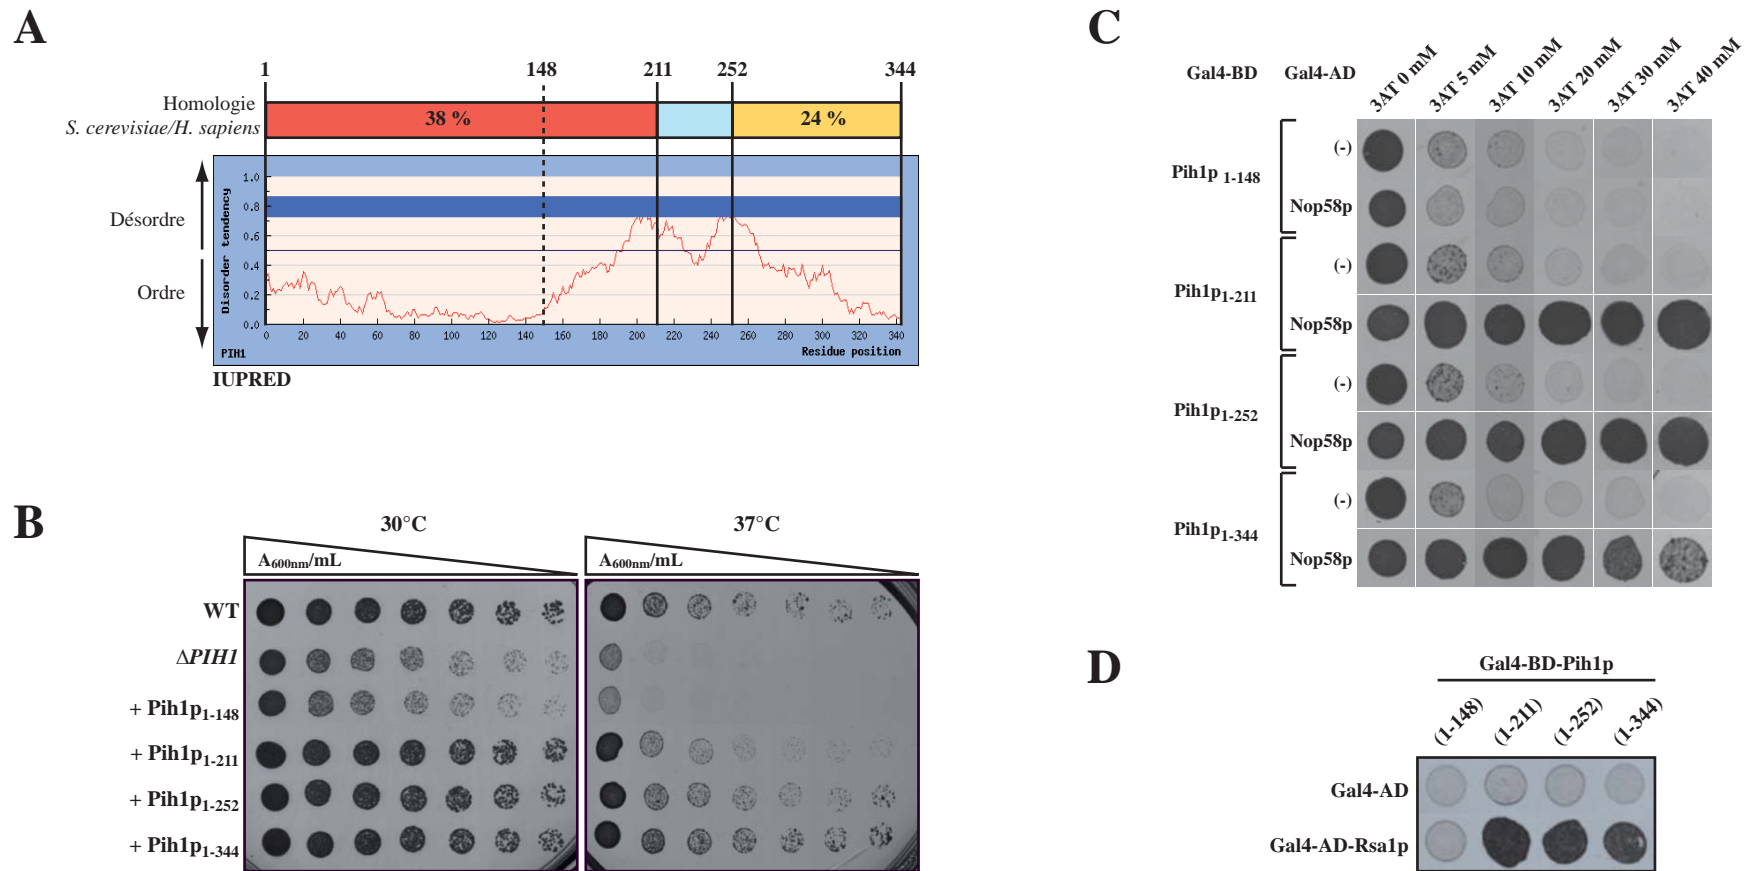 A
1 148 211 252 344
Homologie
S. cerevisiae/H. sapiens
38 %
24 %
Désordre
Ordre
Disorder tendency
1.0
0.8
0.6
0.4
0.2
0.0
0 20 40 60 80 100 120 140 160 180 200 220 240 260 280 300 320 340
PIH1
Residue position
IUPRED
B
30°C 37°C
A600nm/mL A600nm/mL
WT
ΔPIH1
+ Pih1p1-148
+ Pih1p1-211
+ Pih1p1-252
+ Pih1p1-344
C
Gal4-BD Gal4-AD
3AT 0 mM 3AT 5 mM 3AT 10 mM 3AT 20 mM 3AT 30 mM 3AT 40 mM
Pih1p 1-148
(-)
Nop58p
Pih1p1-211
(-)
Nop58p
Pih1p1-252
(-)
Nop58p
Pih1p1-344
(-)
Nop58p
D
Gal4-BD-Pih1p
(1-148) (1-211) (1-252) (1-344)
Gal4-AD
Gal4-AD-Rsa1p